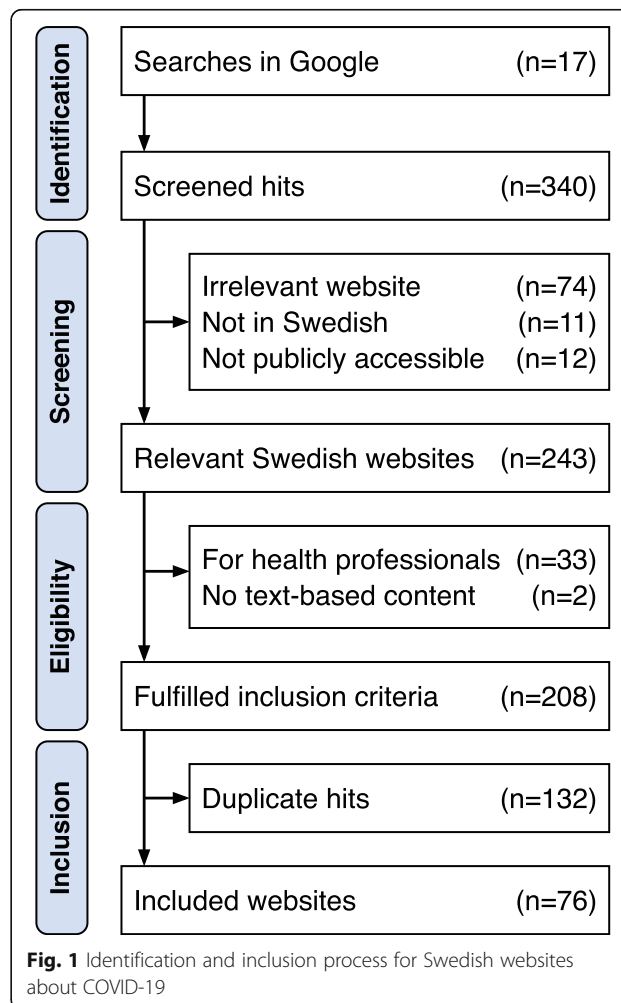 Identification
Searches in Google (n=17)
Screened hits (n=340)
Screening
Irrelevant website (n=74)
Not in Swedish (n=11)
Not publicly accessible (n=12)
Relevant Swedish websites (n=243)
Eligibility
For health professionals (n=33)
No text-based content (n=2)
Fulfilled inclusion criteria (n=208)
Inclusion
Duplicate hits (n=132)
Included websites (n=76)
Fig. 1 Identification and inclusion process for Swedish websites
about COVID-19